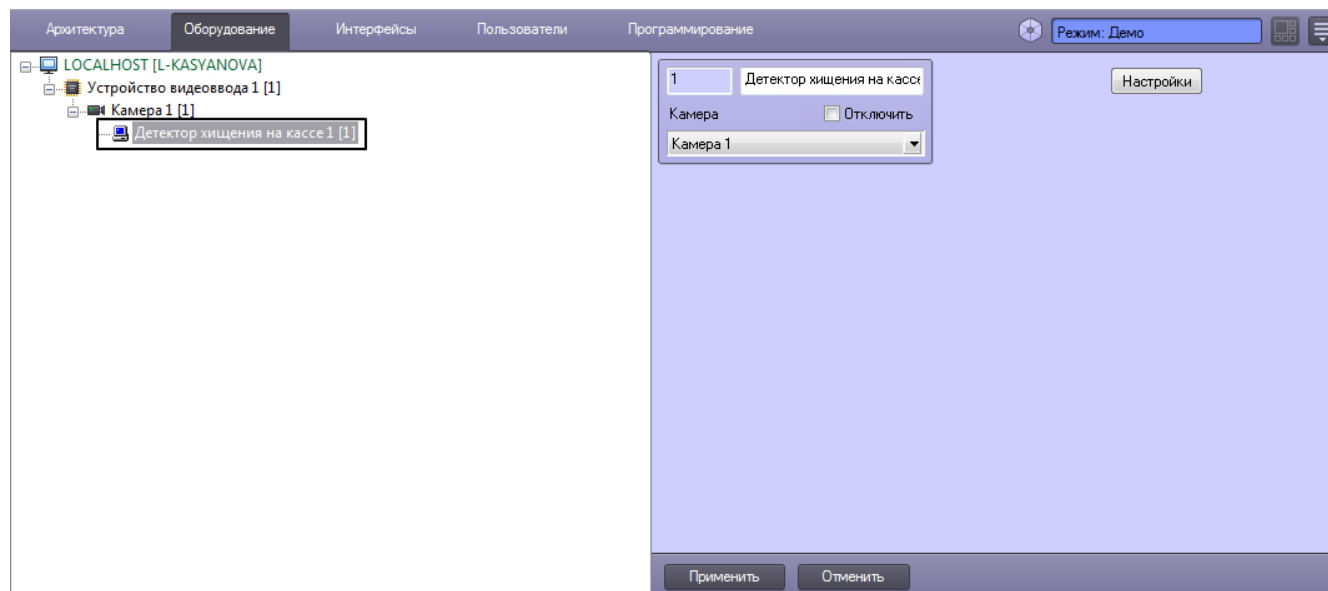 Архитектура Оборудование Интерфейсы Пользователи Программирование Режим: Демо
LOCALHOST [L-KASYANOVA]
Устройство видеоввода 1 [1]
Камера 1 [1]
Детектор хищения на кассе 1 [1]
1 Детектор хищения на кассе
Настройки
Камера Отключить
Камера 1
Применить Отменить